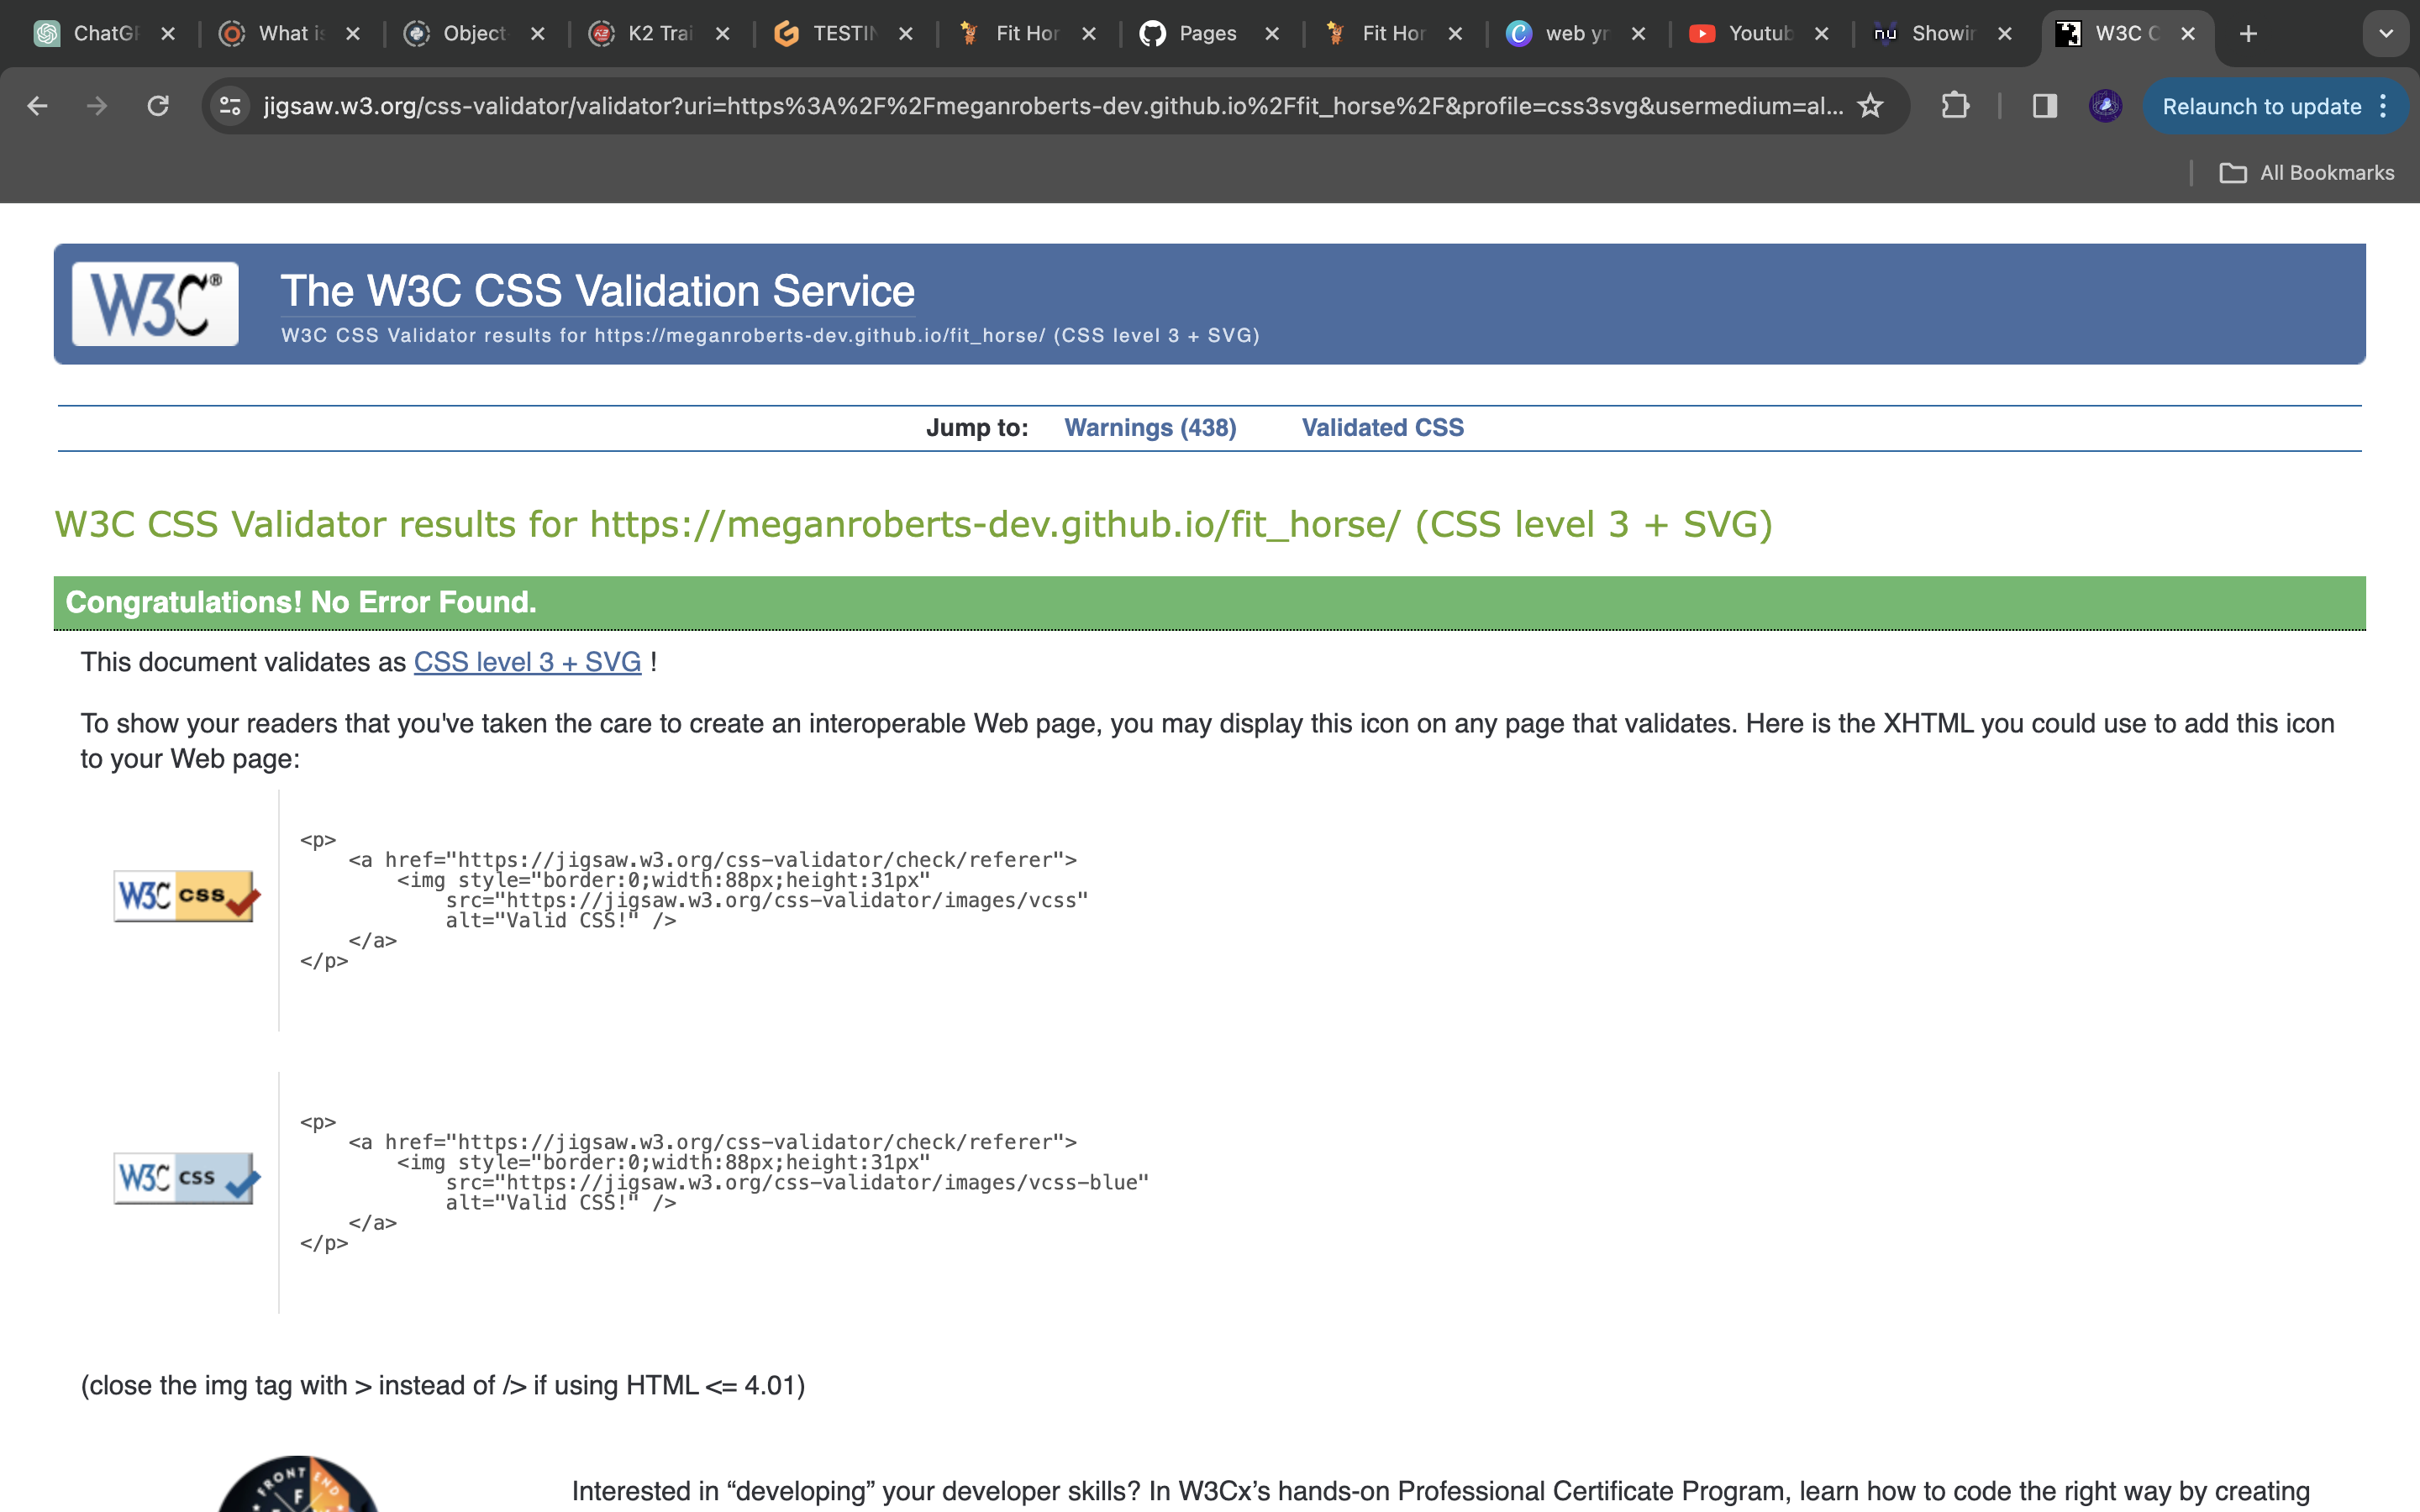 ChatG
What is
Object
K2 Trai
TESTIN
Fit Hor
Pages
Fit Hor
web yr
Youtub
nu Showin
W3C C
jigsaw.w3.org/css-validator/validator?uri=https%3A%2F%2Fmeganroberts-dev.github.io%2Ffit_horse%2F&profile=css3svg&usermedium=al...
Relaunch to update
All Bookmarks
W3C®
The W3C CSS Validation Service
W3C CSS Validator results for https://meganroberts-dev.github.io/fit_horse/ (CSS level 3 + SVG)
Jump to: Warnings (438) Validated CSS
W3C CSS Validator results for https://meganroberts-dev.github.io/fit_horse/ (CSS level 3 + SVG)
Congratulations! No Error Found.
This document validates as CSS level 3 + SVG !
To show your readers that you've taken the care to create an interoperable Web page, you may display this icon on any page that validates. Here is the XHTML you could use to add this icon
to your Web page:
W3C css
<p>
<a href="https://jigsaw.w3.org/css-validator/check/referer">
<img style="border:0;width:88px;height:31px"
src="https://jigsaw.w3.org/css-validator/images/vcss"
alt="Valid CSS!" />
</a>
</p>
W3C css
<p>
<a href="https://jigsaw.w3.org/css-validator/check/referer">
<img style="border:0;width:88px;height:31px"
src="https://jigsaw.w3.org/css-validator/images/vcss-blue"
alt="Valid CSS!" />
</a>
</p>
(close the img tag with > instead of /> if using HTML <= 4.01)
FRONT END
F
Interested in “developing” your developer skills? In W3Cx’s hands-on Professional Certificate Program, learn how to code the right way by creating